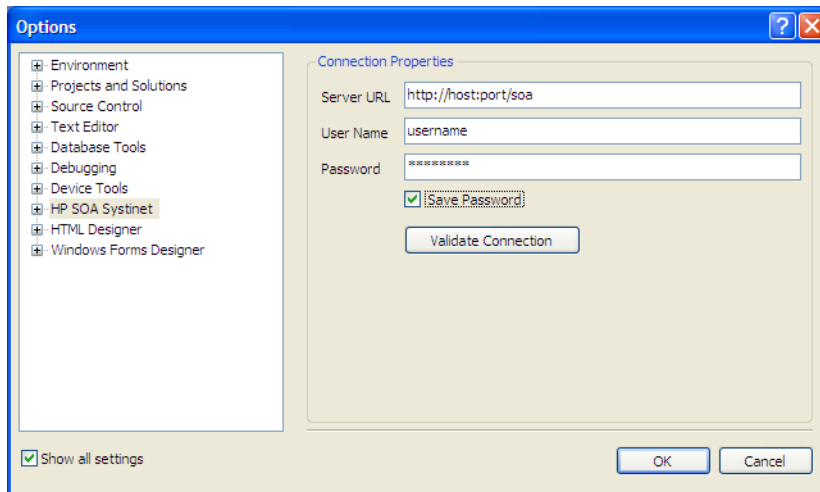 Options
Environment
Projects and Solutions
Source Control
Text Editor
Database Tools
Debugging
Device Tools
HP SOA Systinet
HTML Designer
Windows Forms Designer
Connection Properties
Server URL http://host:port/soa
User Name username
Password ********
Save Password
Validate Connection
Show all settings
OK Cancel